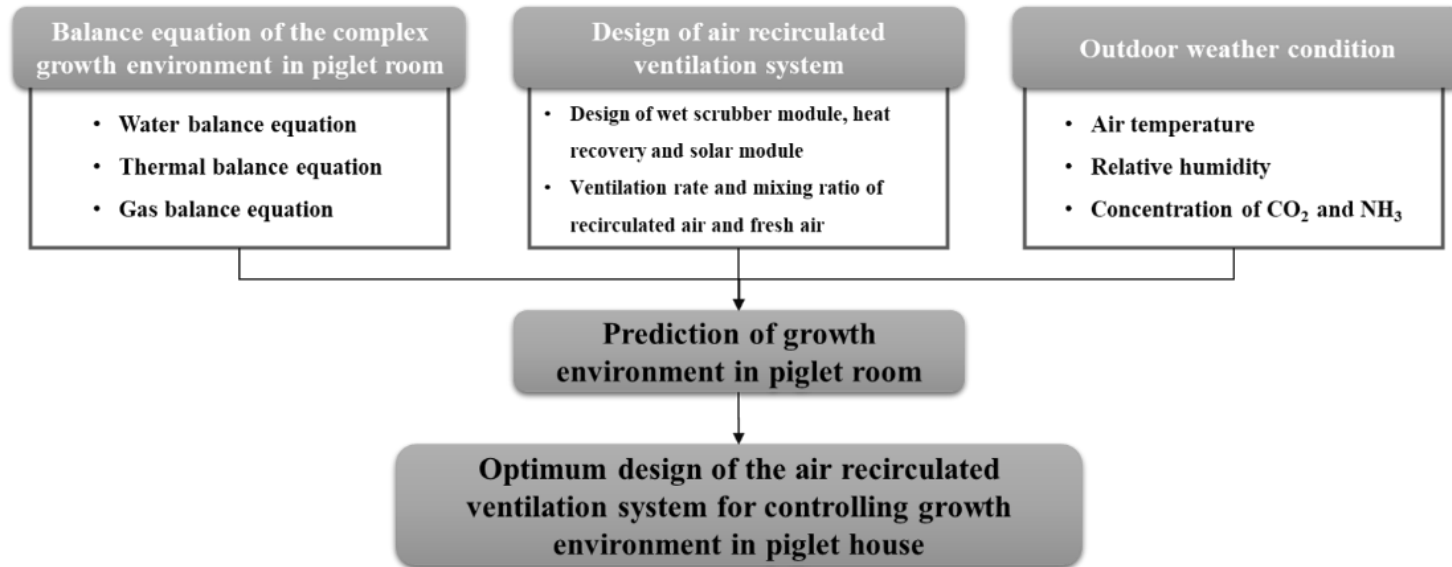 Balance equation of the complex
growth environment in piglet room
• Water balance equation
• Thermal balance equation
• Gas balance equation
Design of air recirculated
ventilation system
• Design of wet scrubber module, heat
recovery and solar module
• Ventilation rate and mixing ratio of
recirculated air and fresh air
Outdoor weather condition
• Air temperature
• Relative humidity
• Concentration of CO₂ and NH₃
Prediction of growth
environment in piglet room
Optimum design of the air recirculated
ventilation system for controlling growth
environment in piglet house